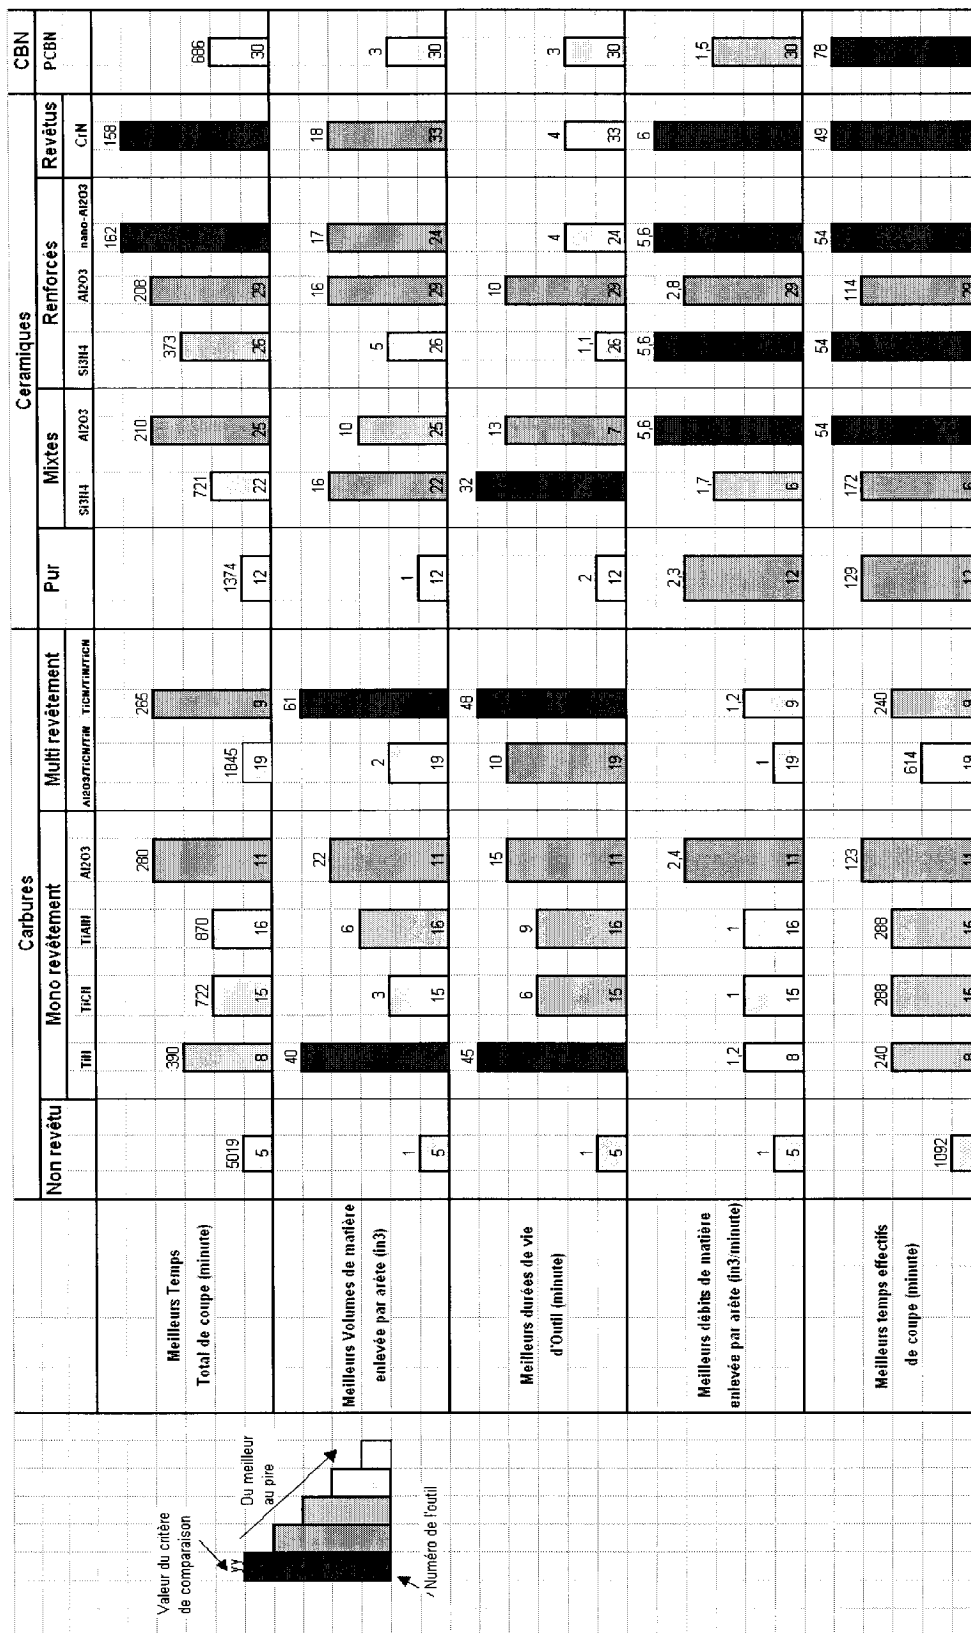 Carbures
Ceramiques
CBN
Non revêtu
Mono revêtement
Multi revêtement
Pur
Mixtes
Renforcés
Revêtus
PCBN
TiN
TiCN
TiAlN
Al2O3
Al2O3/TiCN/TiN
TiCN/TiN/TiCN
Si3N4
Al2O3
Si3N4
Al2O3
nano-Al2O3
CrN
Meilleurs Temps
Total de coupe (minute)
5019 390 722 870 280 1845 265 1374 721 210 373 208 162 158 686
5 8 15 16 11 19 9 12 22 25 26 29 30
Meilleurs Volumes de matière
enlevée par arête (in3)
1 40 3 6 22 2 61 1 16 10 5 16 17 18 3
5 15 16 11 19 12 22 25 26 29 24 33 30
Meilleurs durées de vie
d'Outil (minute)
1 45 6 9 15 10 48 2 32 13 1,1 10 4 4 3
5 15 16 11 19 12 7 26 29 24 33 30
Meilleurs débits de matière
enlevée par arête (in3/minute)
1 1,2 1 1 2,4 1 1,2 2,3 1,7 5,6 5,6 2,8 5,6 6 1,5
5 8 15 16 11 19 9 12 6 29 30
Meilleurs temps effectifs
de coupe (minute)
1092 240 288 288 123 614 240 129 172 54 54 114 54 49 78
8 15 16 11 19 9 12 6 29
Valeur du critère
de comparaison
YY
Du meilleur
au pire
Numéro de l'outil